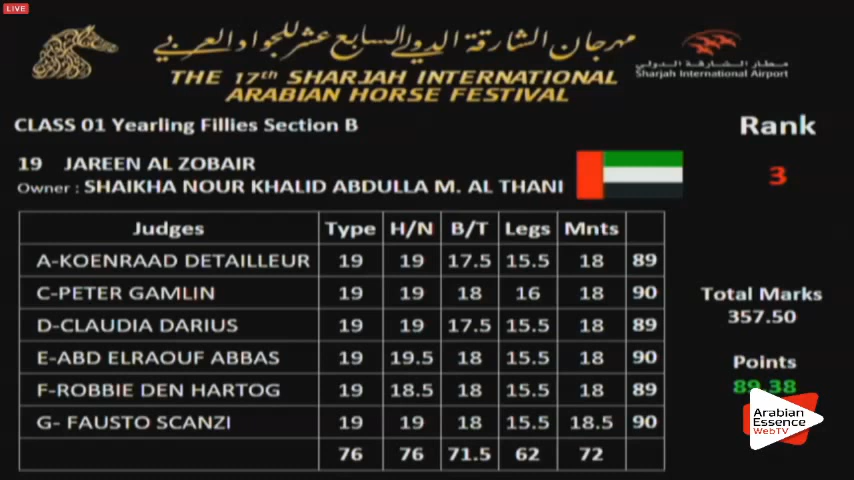 LIVE
مهرجان الشارقة الدولي السابع عشر للجواد العربي
THE 17th SHARJAH INTERNATIONAL
ARABIAN HORSE FESTIVAL
مطار الشارقة الدولي
Sharjah International Airport
CLASS 01 Yearling Fillies Section B
Rank
19 JAREEN AL ZOBAIR
3
Owner : SHAIKHA NOUR KHALID ABDULLA M. AL THANI
Judges Type H/N B/T Legs Mnts
A-KOENRAAD DETAILLEUR 19 19 17.5 15.5 18 89
C-PETER GAMLIN 19 19 18 16 18 90
D-CLAUDIA DARIUS 19 19 17.5 15.5 18 89
E-ABD ELRAOUF ABBAS 19 19.5 18 15.5 18 90
F-ROBBIE DEN HARTOG 19 18.5 18 15.5 18 89
G- FAUSTO SCANZI 19 19 18 15.5 18.5 90
76 76 71.5 62 72
Total Marks
357.50
Points
89.38
Arabian
Essence
WebTV